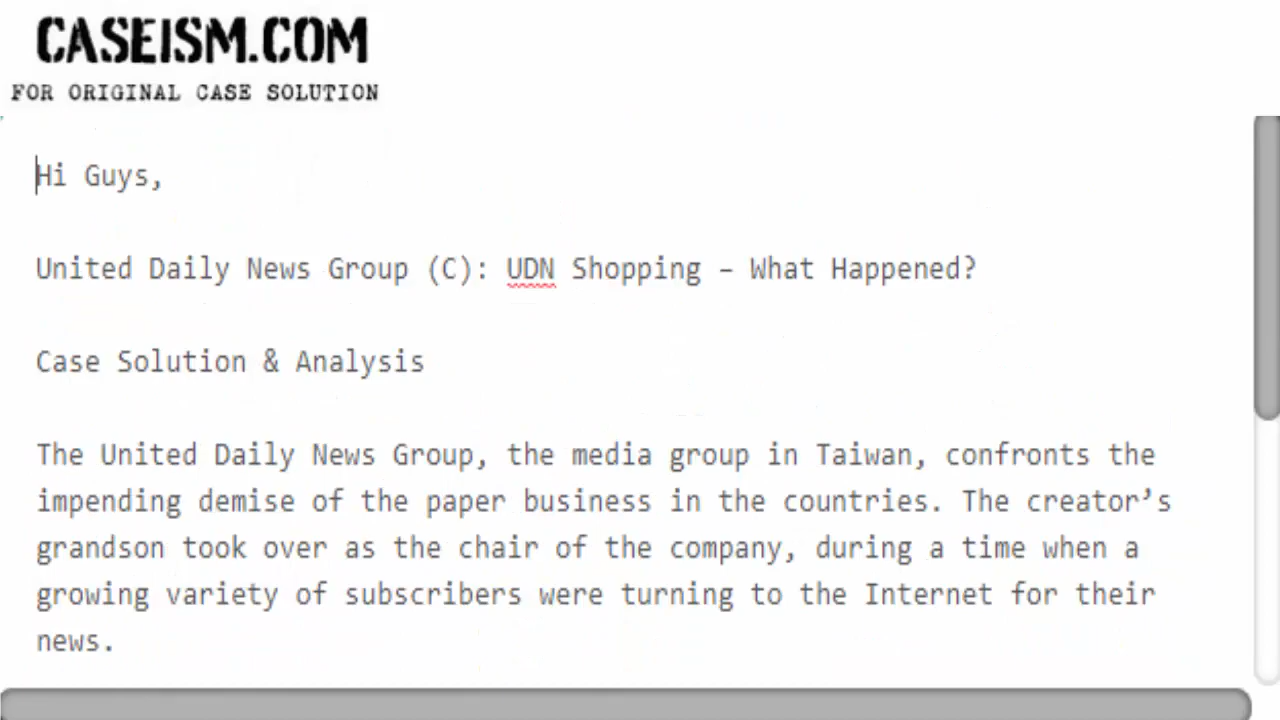 CASEISM.COM
FOR ORIGINAL CASE SOLUTION
Hi Guys,
United Daily News Group (C): UDN Shopping – What Happened?
Case Solution & Analysis
The United Daily News Group, the media group in Taiwan, confronts the
impending demise of the paper business in the countries. The creator’s
grandson took over as the chair of the company, during a time when a
growing variety of subscribers were turning to the Internet for their
news.